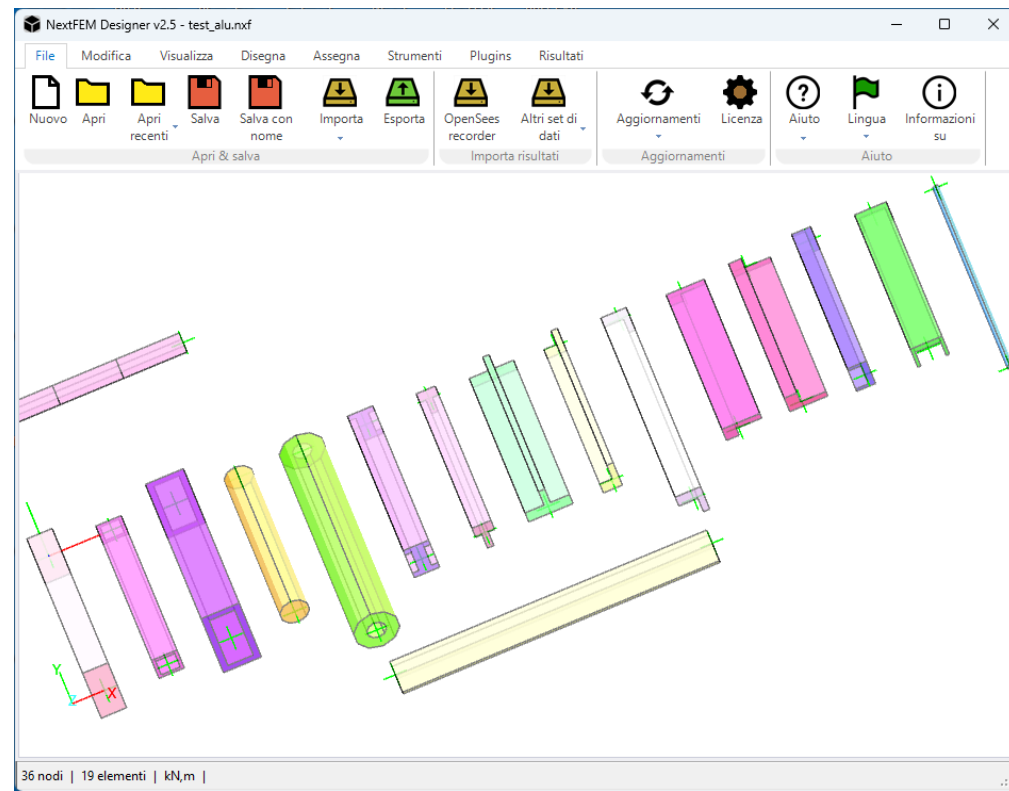 NextFEM Designer v2.5 - test_alu.nxf
File Modifica Visualizza Disegna Assegna Strumenti Plugins Risultati
Nuovo Apri Apri recenti Salva Salva con nome Importa Esporta OpenSees recorder Altri set di dati Aggiornamenti Licenza Aiuto Lingua Informazioni su
Apri & salva Importa risultati Aggiornamenti Aiuto
Y
X
Z
36 nodi | 19 elementi | kN,m |